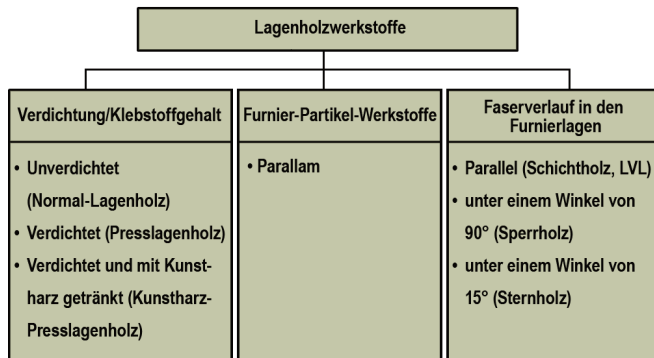 Lagenholzwerkstoffe
Verdichtung/Klebstoffgehalt
• Unverdichtet
(Normal-Lagenholz)
• Verdichtet (Presslagenholz)
• Verdichtet und mit Kunst-
harz getränkt (Kunstharz-
Presslagenholz)
Furnier-Partikel-Werkstoffe
• Parallam
Faserverlauf in den
Furnierlagen
• Parallel (Schichtholz, LVL)
• unter einem Winkel von
90° (Sperrholz)
• unter einem Winkel von
15° (Sternholz)